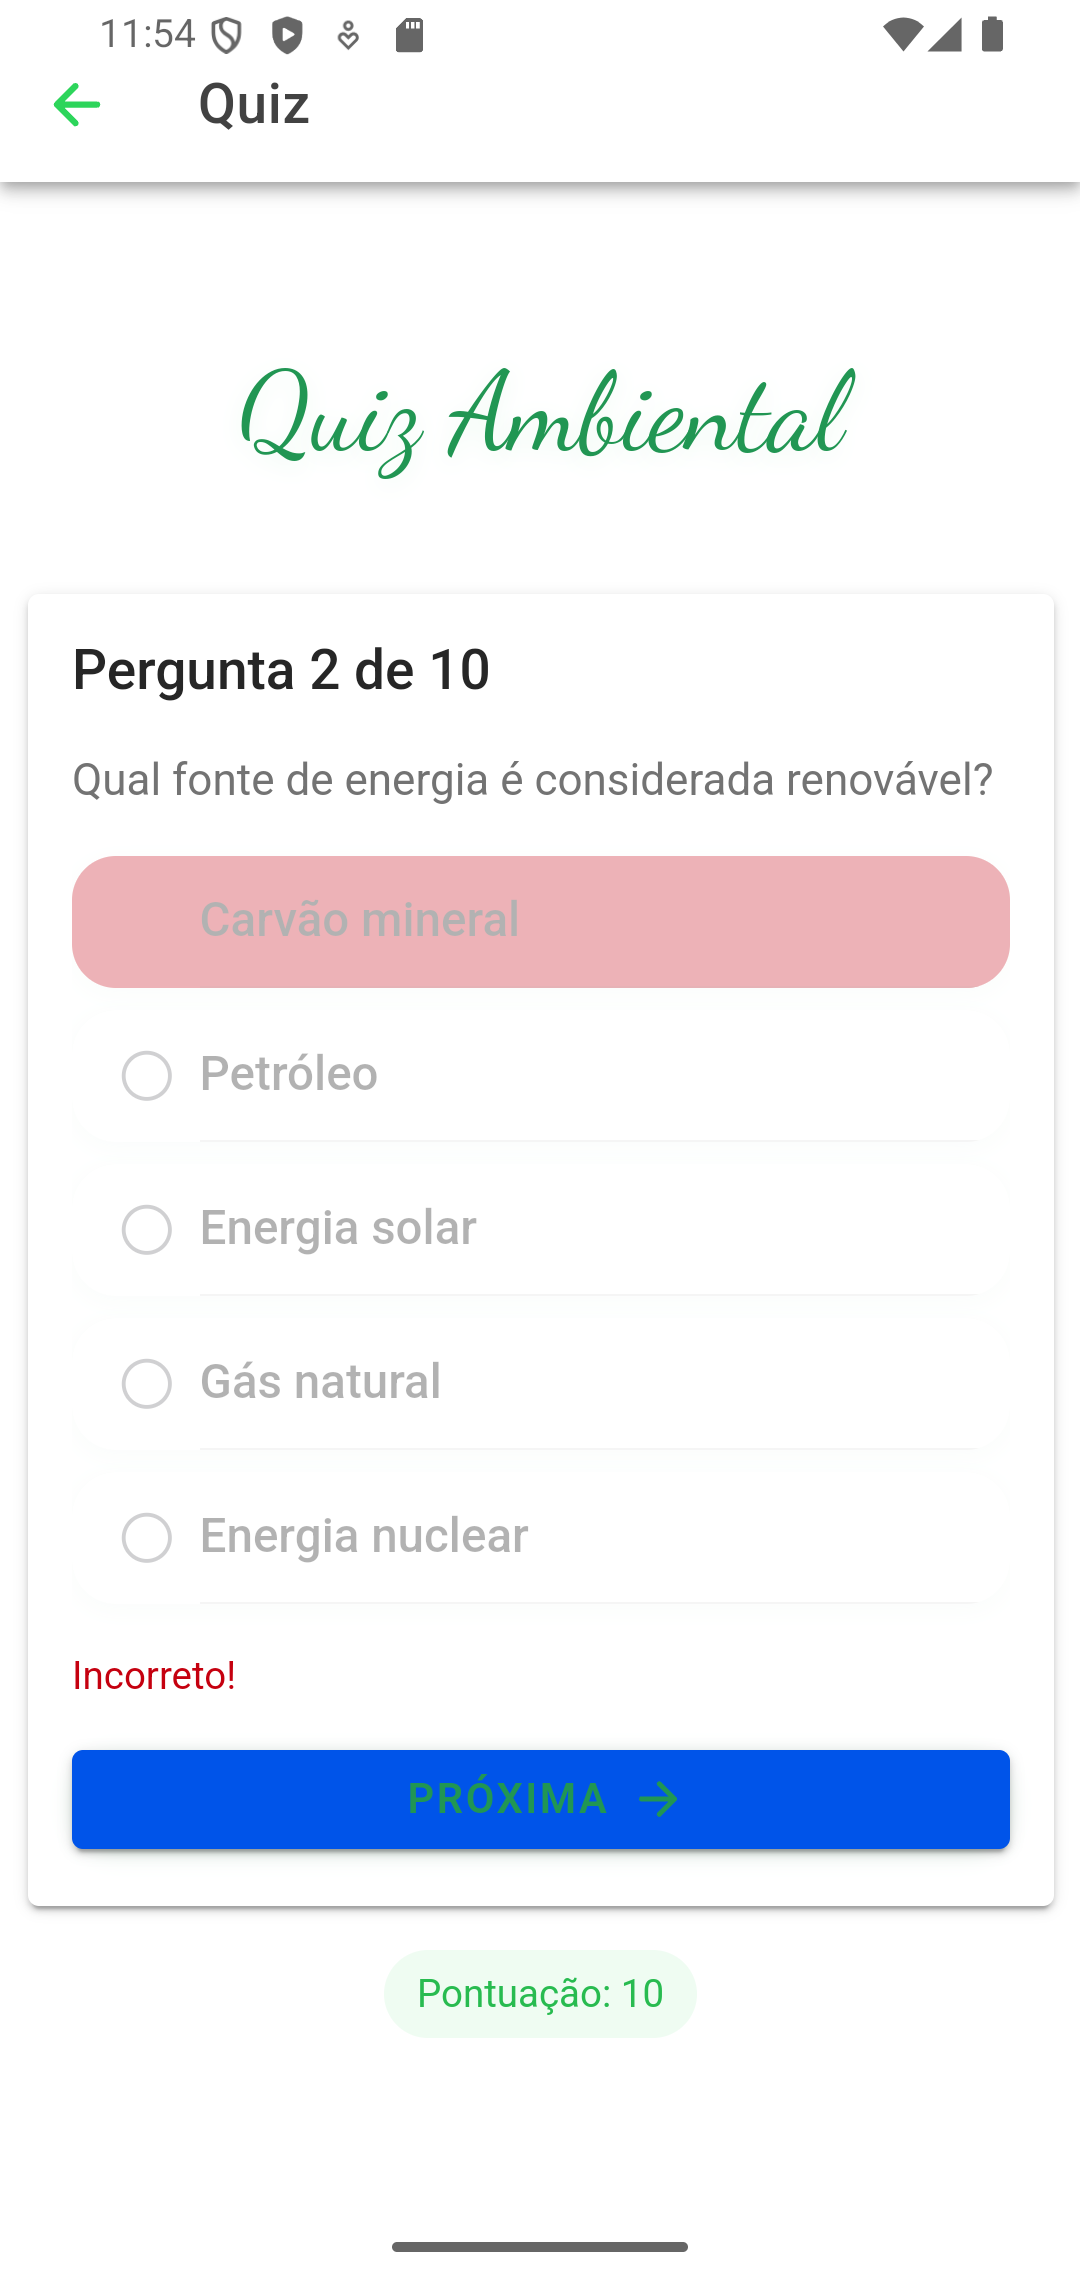 11:54
Quiz
Quiz Ambiental
Pergunta 2 de 10
Qual fonte de energia é considerada renovável?
Carvão mineral
Petróleo
Energia solar
Gás natural
Energia nuclear
Incorreto!
PRÓXIMA
Pontuação: 10